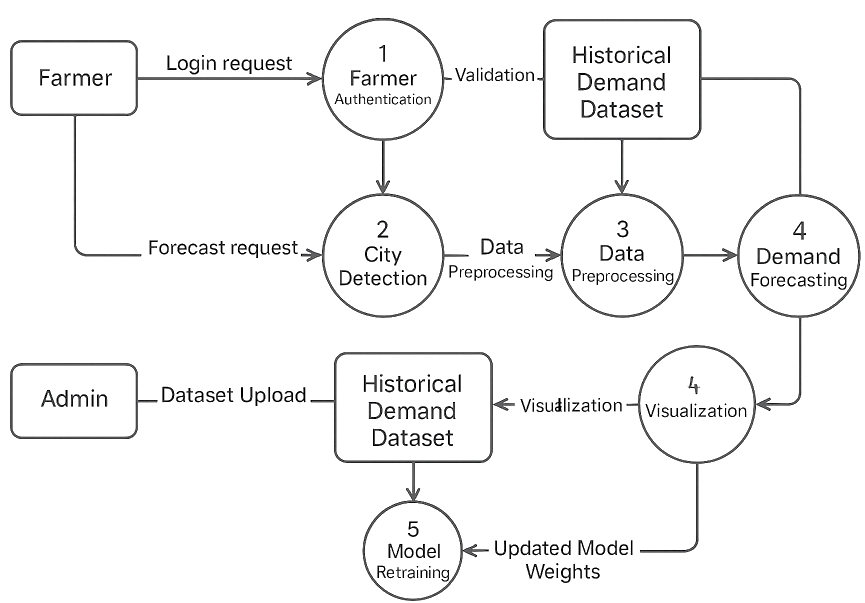 Farmer
Login request
1
Farmer
Authentication
Validation
Historical
Demand
Dataset
Forecast request
2
City
Detection
Data
Preprocessing
3
Data
Preprocessing
4
Demand
Forecasting
Admin
Dataset Upload
Historical
Demand
Dataset
Visualization
4
Visualization
5
Model
Retraining
Updated Model
Weights